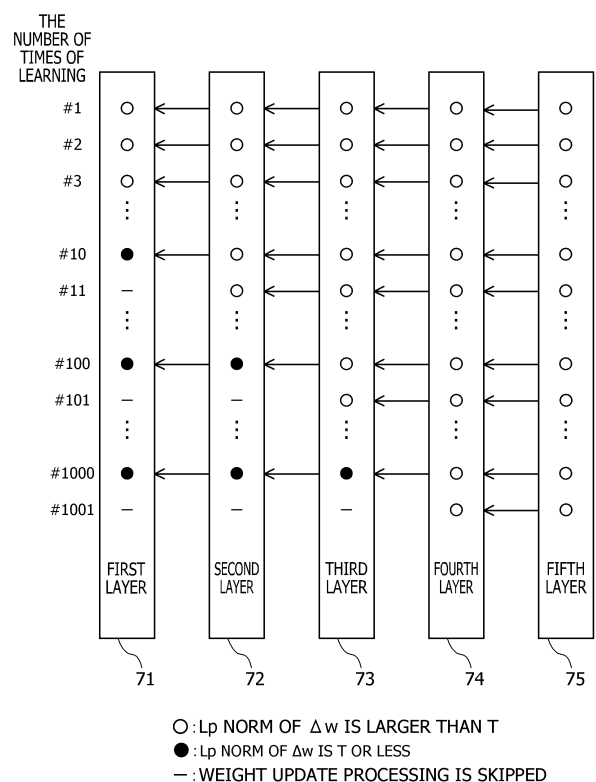 THE
NUMBER OF
TIMES OF
LEARNING
#1
#2
#3
#10
#11
#100
#101
#1000
#1001
FIRST
LAYER
SECOND
LAYER
THIRD
LAYER
FOURTH
LAYER
FIFTH
LAYER
71
72
73
74
75
○ : Lp NORM OF Δw IS LARGER THAN T
● : Lp NORM OF Δw IS T OR LESS
– : WEIGHT UPDATE PROCESSING IS SKIPPED